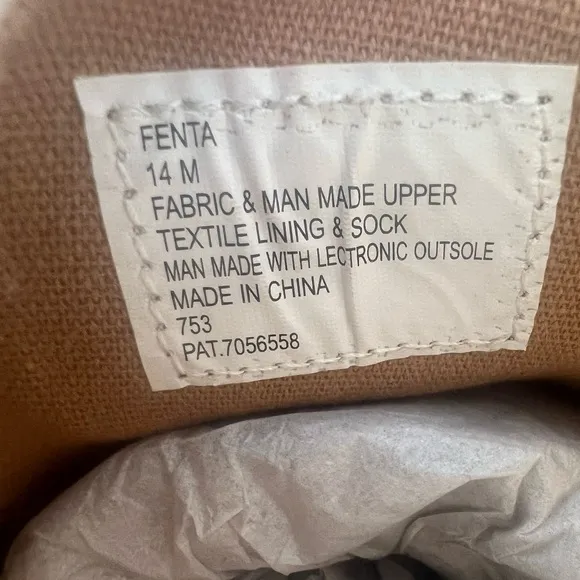 FENTA
14 M
FABRIC & MAN MADE UPPER
TEXTILE LINING & SOCK
MAN MADE WITH LECTRONIC OUTSOLE
MADE IN CHINA
753
PAT.7056558